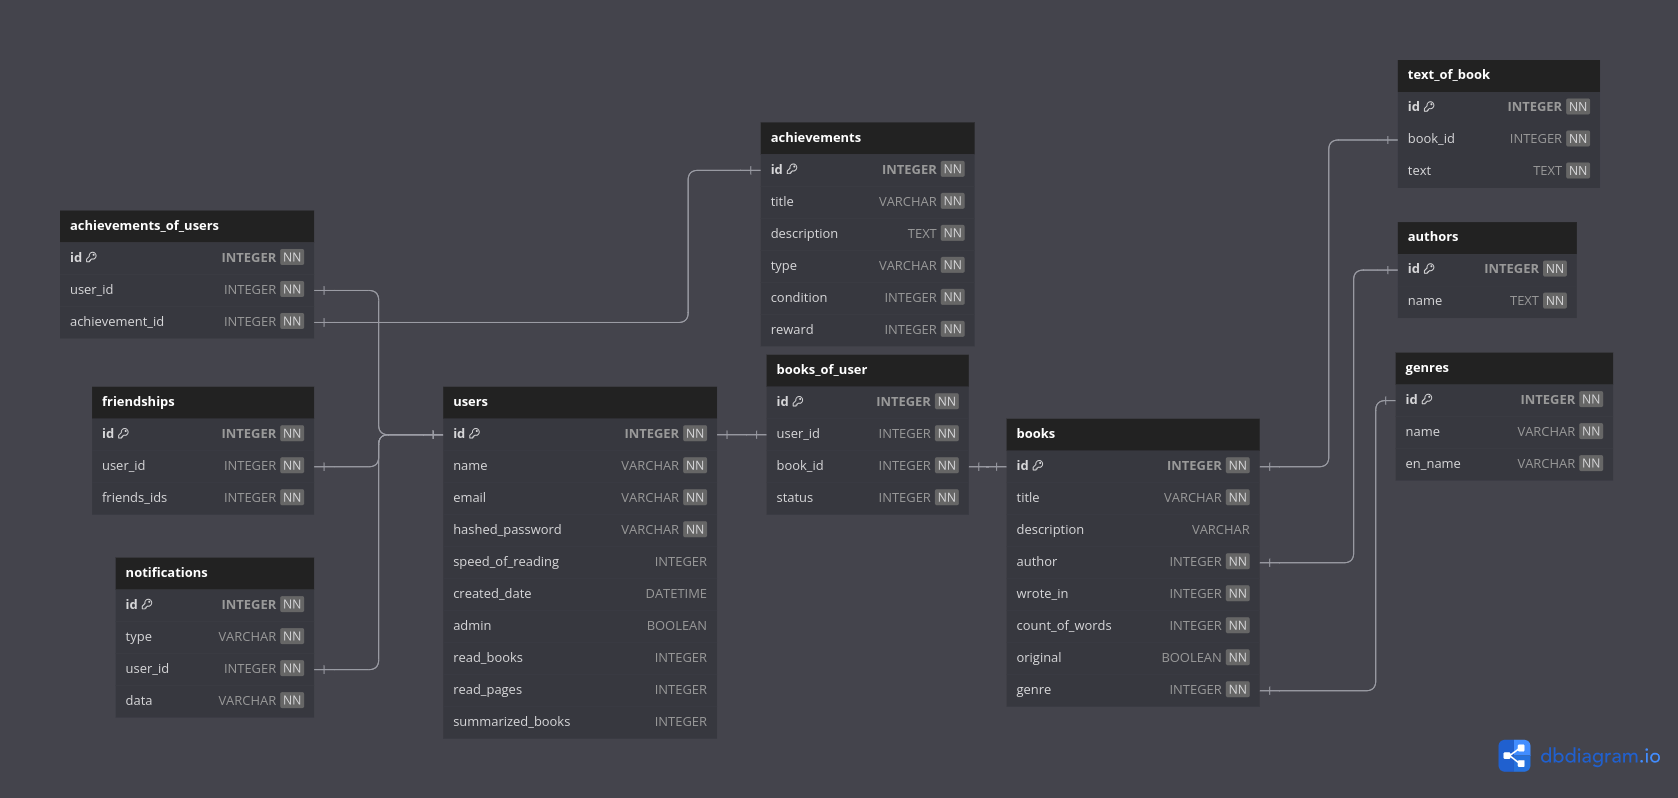 achievements_of_users
id INTEGER NN
user_id INTEGER NN
achievement_id INTEGER NN
friendships
id INTEGER NN
user_id INTEGER NN
friends_ids INTEGER NN
notifications
id INTEGER NN
type VARCHAR NN
user_id INTEGER NN
data VARCHAR NN
users
id INTEGER NN
name VARCHAR NN
email VARCHAR NN
hashed_password VARCHAR NN
speed_of_reading INTEGER
created_date DATETIME
admin BOOLEAN
read_books INTEGER
read_pages INTEGER
summarized_books INTEGER
achievements
id INTEGER NN
title VARCHAR NN
description TEXT NN
type VARCHAR NN
condition INTEGER NN
reward INTEGER NN
books_of_user
id INTEGER NN
user_id INTEGER NN
book_id INTEGER NN
status INTEGER NN
books
id INTEGER NN
title VARCHAR NN
description VARCHAR
author INTEGER NN
wrote_in INTEGER NN
count_of_words INTEGER NN
original BOOLEAN NN
genre INTEGER NN
text_of_book
id INTEGER NN
book_id INTEGER NN
text TEXT NN
authors
id INTEGER NN
name TEXT NN
genres
id INTEGER NN
name VARCHAR NN
en_name VARCHAR NN
dbdiagram.io